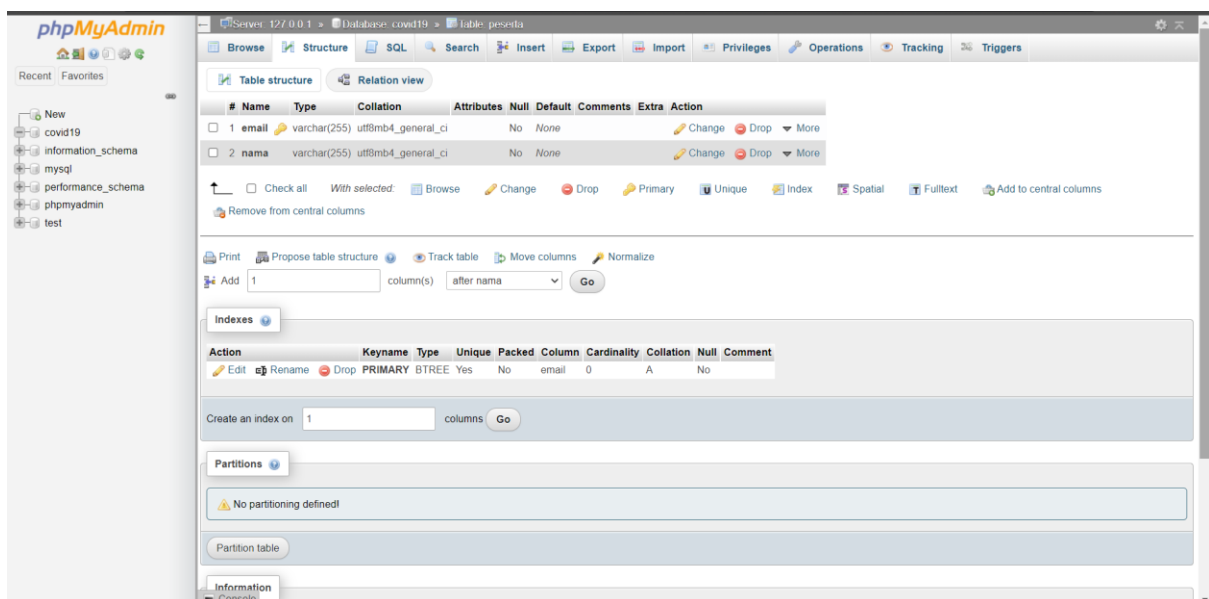 phpMyAdmin
Recent Favorites
New
covid19
information_schema
mysql
performance_schema
phpmyadmin
test
Server: 127.0.0.1 » Database: covid19 » Table: peserta
Browse Structure SQL Search Insert Export Import Privileges Operations Tracking Triggers
Table structure Relation view
# Name Type Collation Attributes Null Default Comments Extra Action
1 email varchar(255) utf8mb4_general_ci No None Change Drop More
2 nama varchar(255) utf8mb4_general_ci No None Change Drop More
Check all With selected: Browse Change Drop Primary Unique Index Spatial Fulltext Add to central columns
Remove from central columns
Print Propose table structure Track table Move columns Normalize
Add 1 column(s) after nama Go
Indexes
Action Keyname Type Unique Packed Column Cardinality Collation Null Comment
Edit Rename Drop PRIMARY BTREE Yes No email 0 A No
Create an index on 1 columns Go
Partitions
No partitioning defined!
Partition table
Information
Console